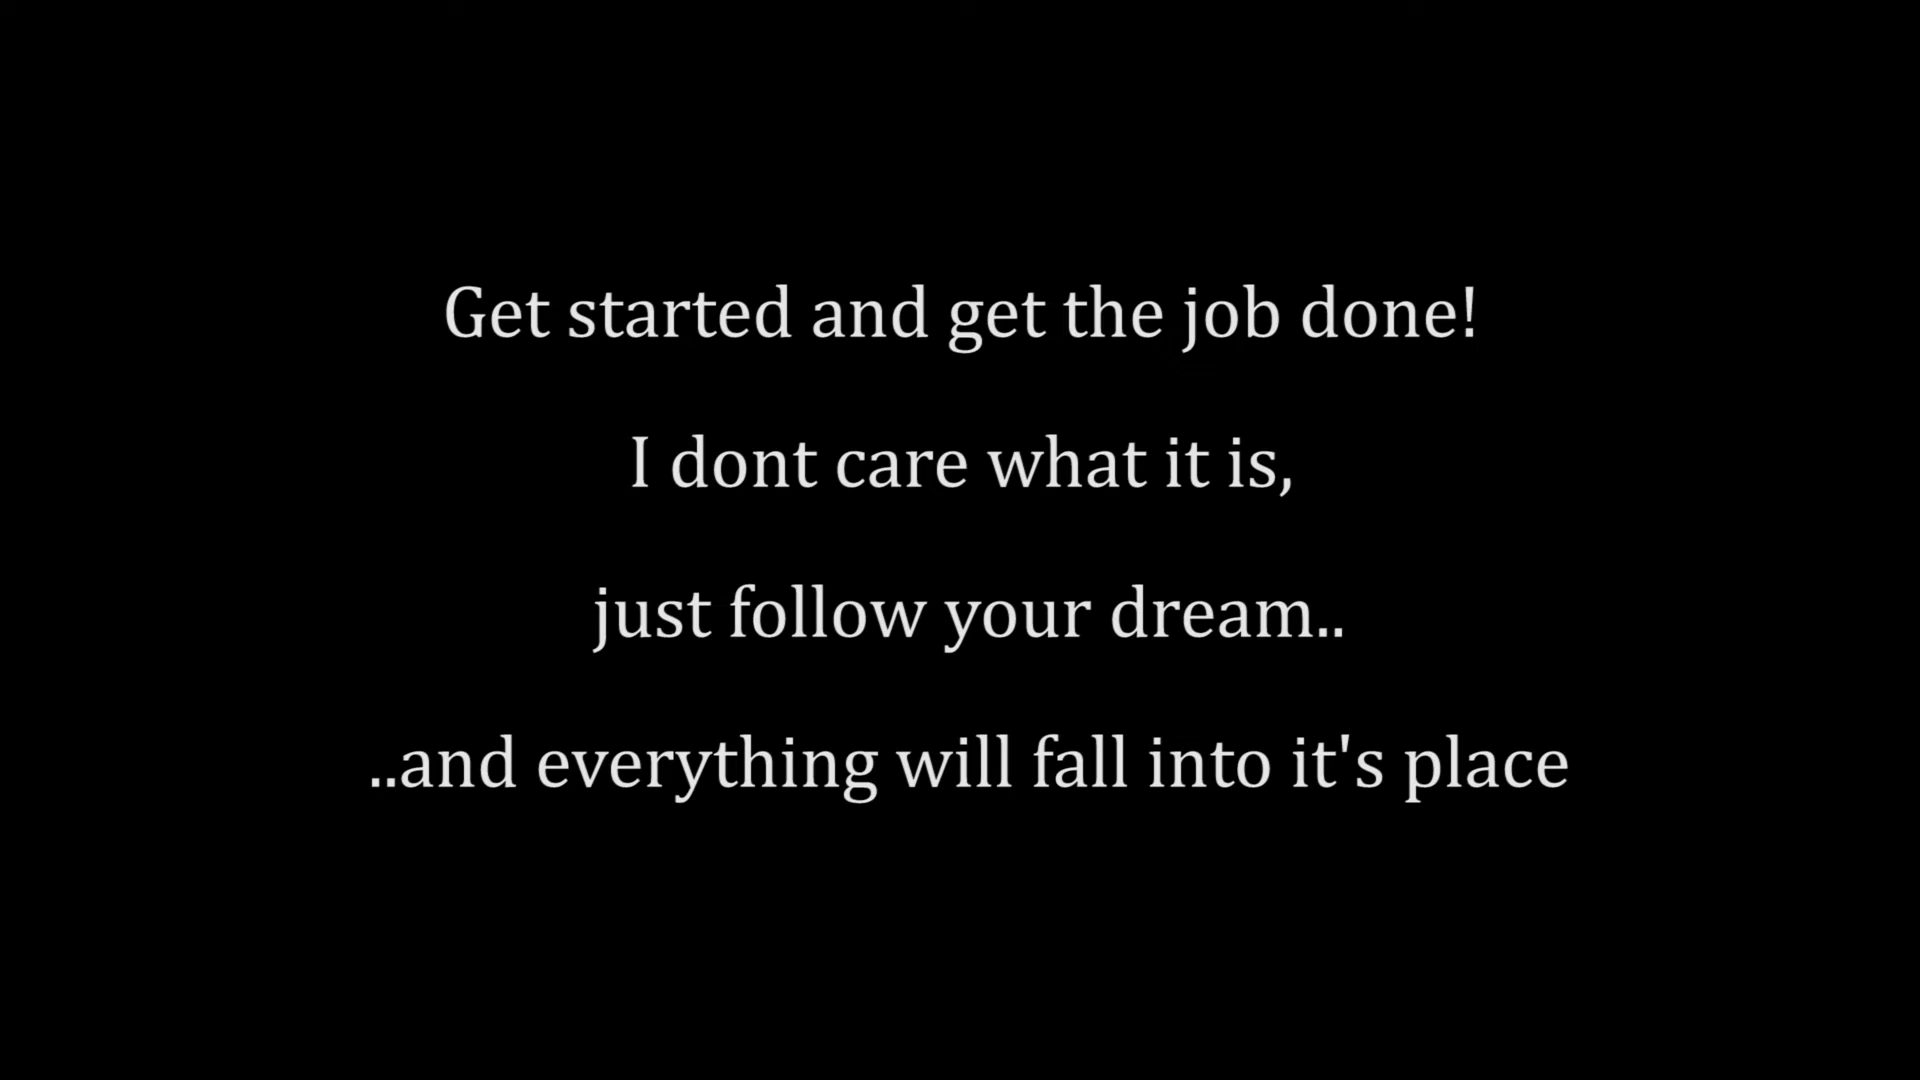 Get started and get the job done!
I dont care what it is,
just follow your dream..
..and everything will fall into it's place